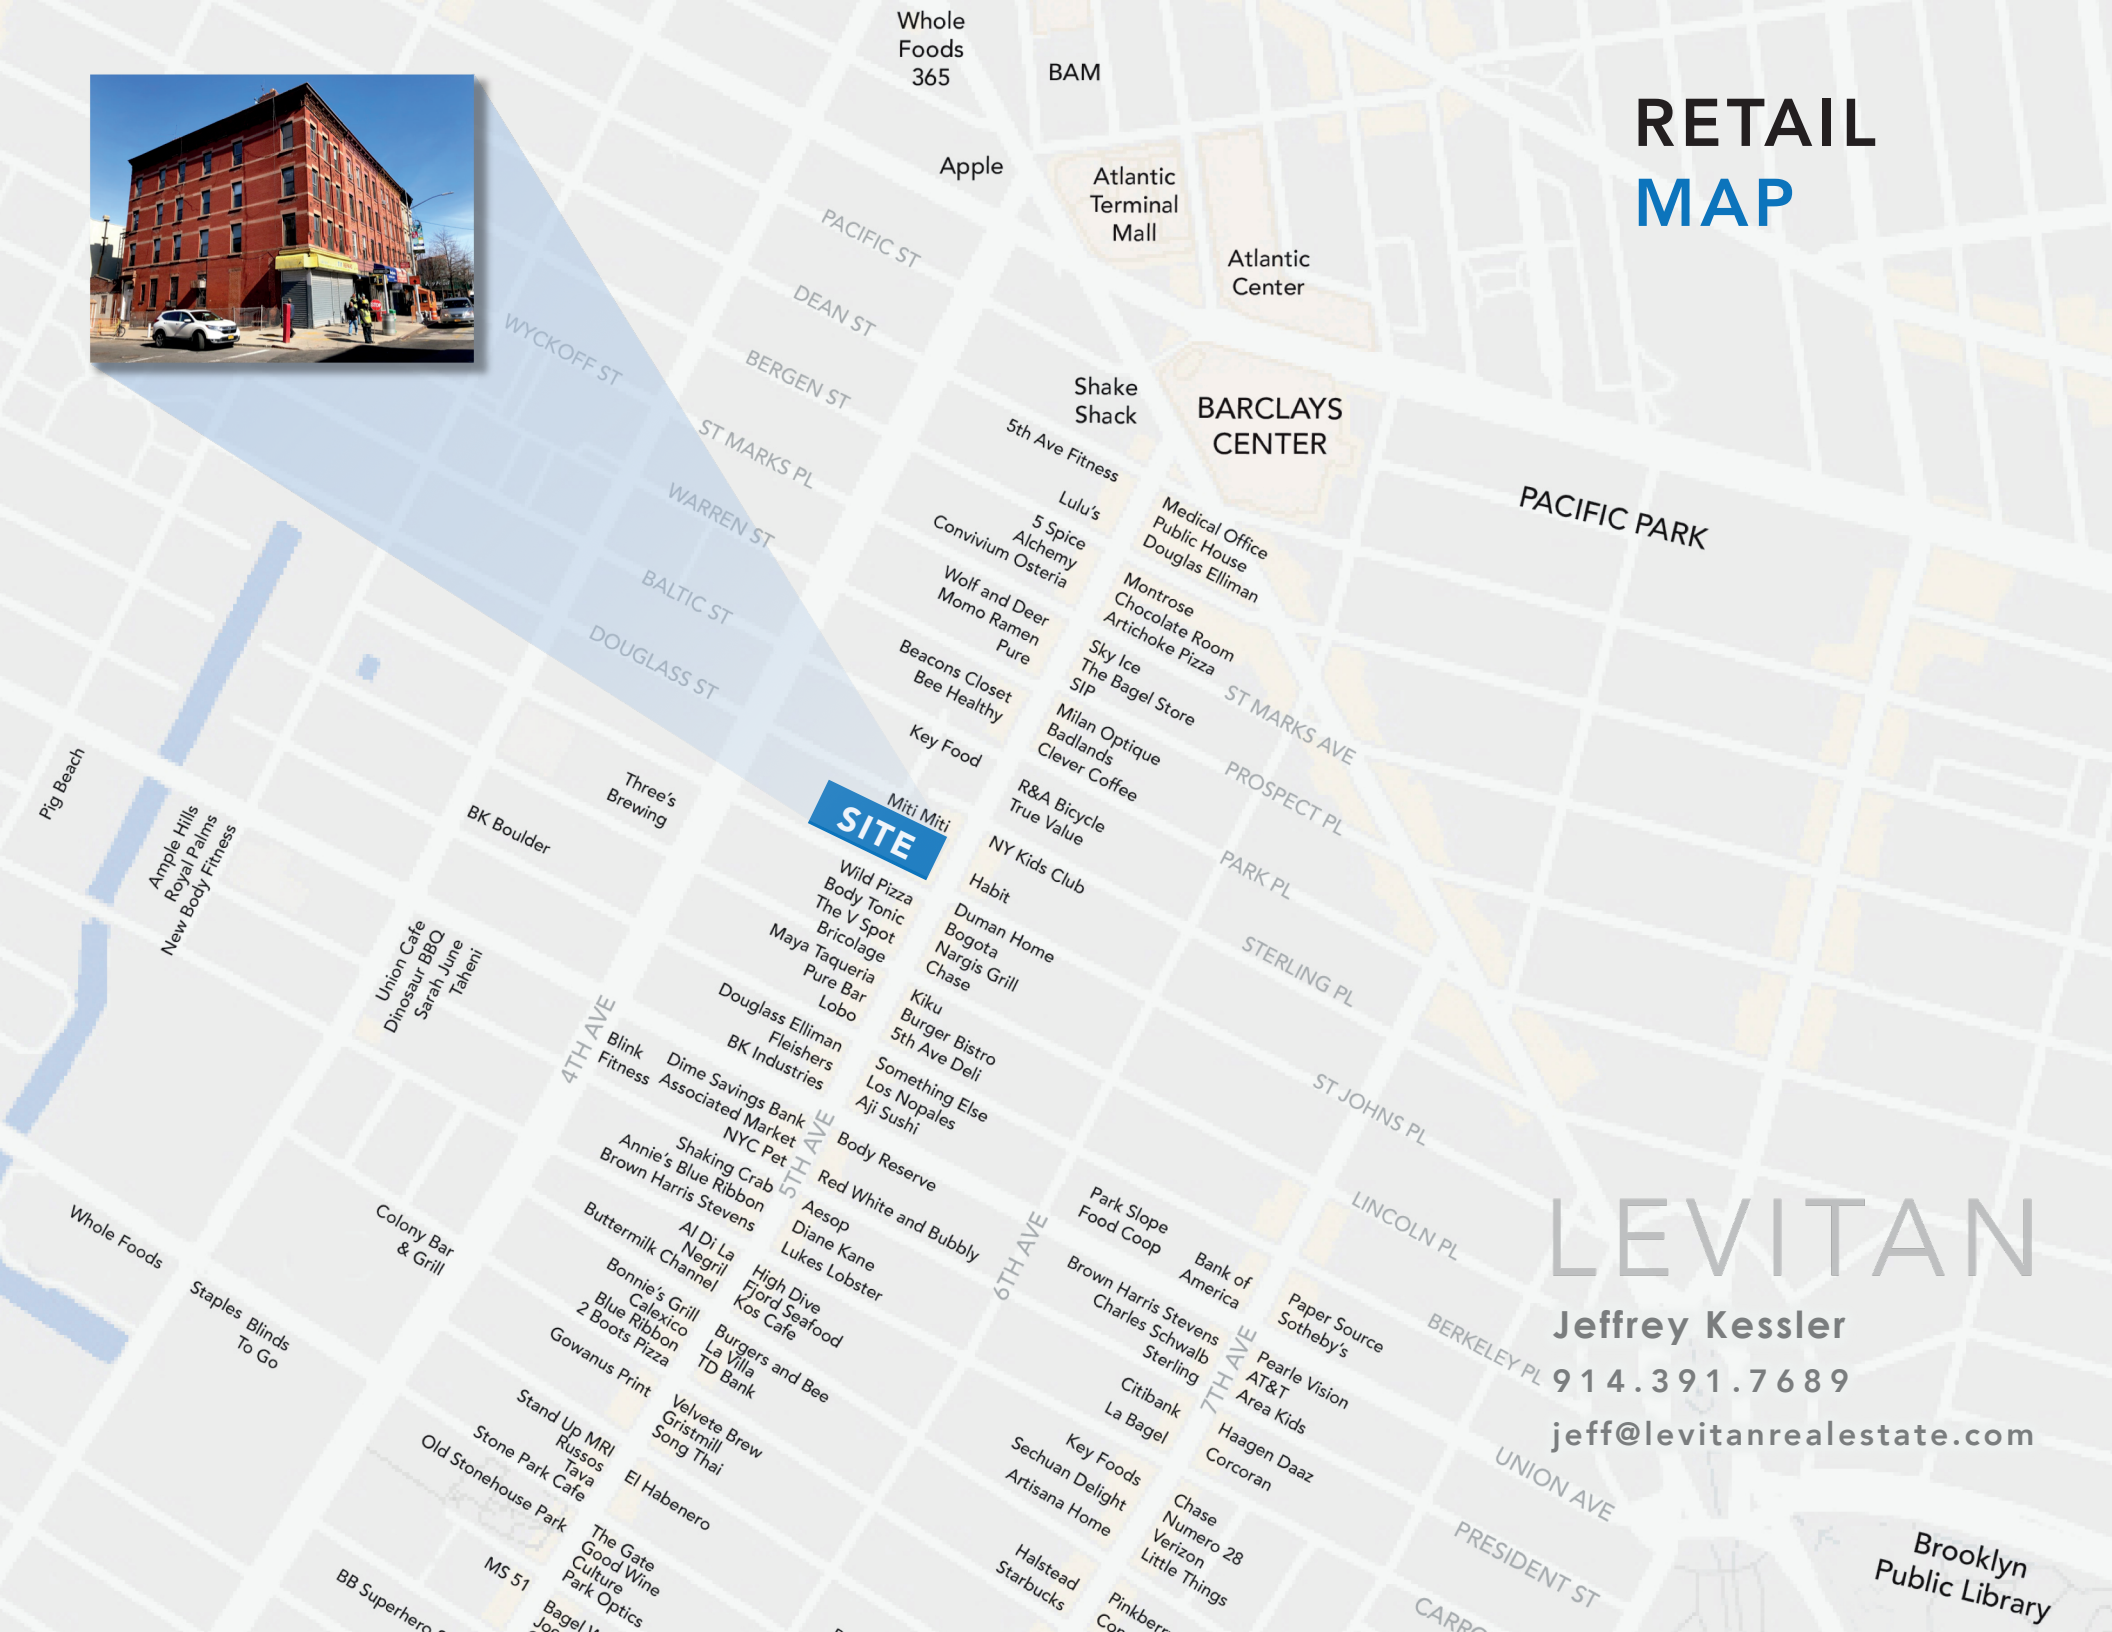 Whole
Foods
365
BAM
RETAIL
MAP
Apple
Atlantic
Terminal
Mall
Atlantic
Center
PACIFIC ST
DEAN ST
WYCKOFF ST
BERGEN ST
ST MARKS PL
WARREN ST
BALTIC ST
DOUGLASS ST
Shake
Shack
BARCLAYS
CENTER
PACIFIC PARK
5th Ave Fitness
Lulu's
5 Spice
Alchemy
Convivium Osteria
Wolf and Deer
Momo Ramen
Pure
Beacons Closet
Bee Healthy
Key Food
Miti Miti
SITE
Medical Office
Public House
Douglas Elliman
Montrose
Chocolate Room
Artichoke Pizza
Sky Ice
The Bagel Store
SIP
Milan Optique
Badlands
Clever Coffee
R&A Bicycle
True Value
NY Kids Club
Habit
ST MARKS AVE
PROSPECT PL
PARK PL
STERLING PL
ST JOHNS PL
LINCOLN PL
BERKELEY PL
UNION AVE
PRESIDENT ST
CARRO
Pig Beach
Ample Hills
Royal Palms
New Body Fitness
BK Boulder
Three's
Brewing
Union Cafe
Dinosaur BBQ
Sarah June
Taheni
Wild Pizza
Body Tonic
The V Spot
Bricolage
Maya Taqueria
Pure Bar
Lobo
Duman Home
Bogota
Nargis Grill
Chase
Kiku
Burger Bistro
5th Ave Deli
Douglass Elliman
Fleishers
BK Industries
Something Else
Los Nopales
Aji Sushi
4TH AVE
Blink
Fitness
Dime Savings Bank
Associated Market
NYC Pet
5TH AVE
Body Reserve
Shaking Crab
Annie's Blue Ribbon
Brown Harris Stevens
Red White and Bubbly
Aesop
Diane Kane
Lukes Lobster
Al Di La
Negril
Buttermilk Channel
High Dive
Fjord Seafood
Kos Cafe
Bonnie's Grill
Calexico
Blue Ribbon
2 Boots Pizza
Gowanus Print
Burgers and Bee
La Villa
TD Bank
Whole Foods
Colony Bar
& Grill
Staples Blinds
To Go
Velvete Brew
Gristmill
Song Thai
Stand Up MRI
Russos
Tava
Stone Park Cafe
Old Stonehouse Park
El Habenero
The Gate
Good Wine
Culture
Park Optics
MS 51
BB Superhero
Bagel
6TH AVE
Park Slope
Food Coop
Bank of
America
Brown Harris Stevens
Charles Schwalb
Sterling
7TH AVE
Paper Source
Sotheby's
Pearle Vision
AT&T
Area Kids
Citibank
La Bagel
Haagen Daaz
Corcoran
Key Foods
Sechuan Delight
Artisana Home
Chase
Numero 28
Verizon
Little Things
Halstead
Starbucks
Pinkberr
LEVITAN
Jeffrey Kessler
914.391.7689
jeff@levitanrealestate.com
Brooklyn
Public Library